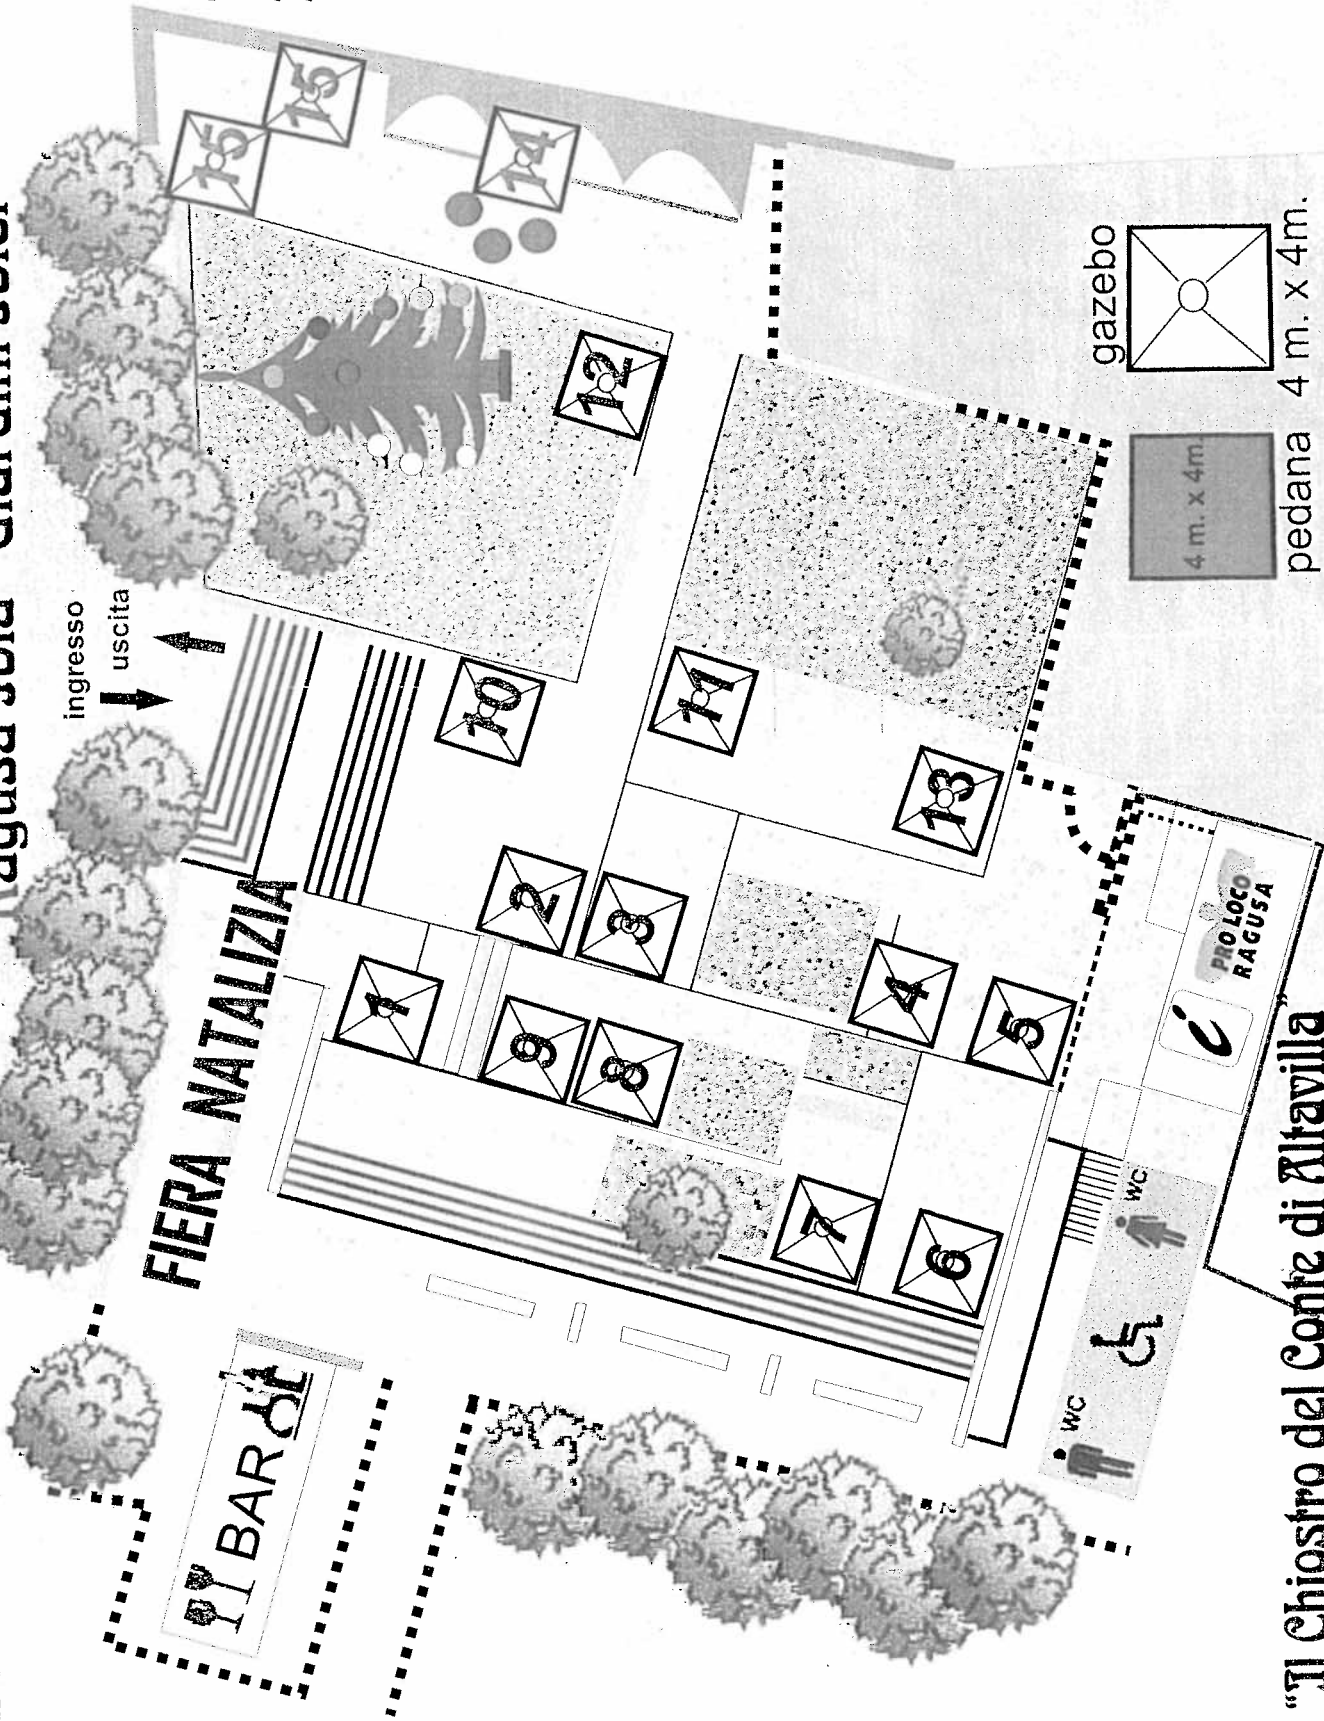 Ragusa Ibla - Giardini Iblei
ingresso
uscita
FIERA NATALIZIA
BAR
15
15
14
12
10
11
13
2
3
1
9
8
4
5
7
6
WC
WC
i
PRO LOCO
RAGUSA
gazebo
4 m. x 4m.
4 m. x 4m
pedana
“Il Chiostro del Conte di Altavilla”